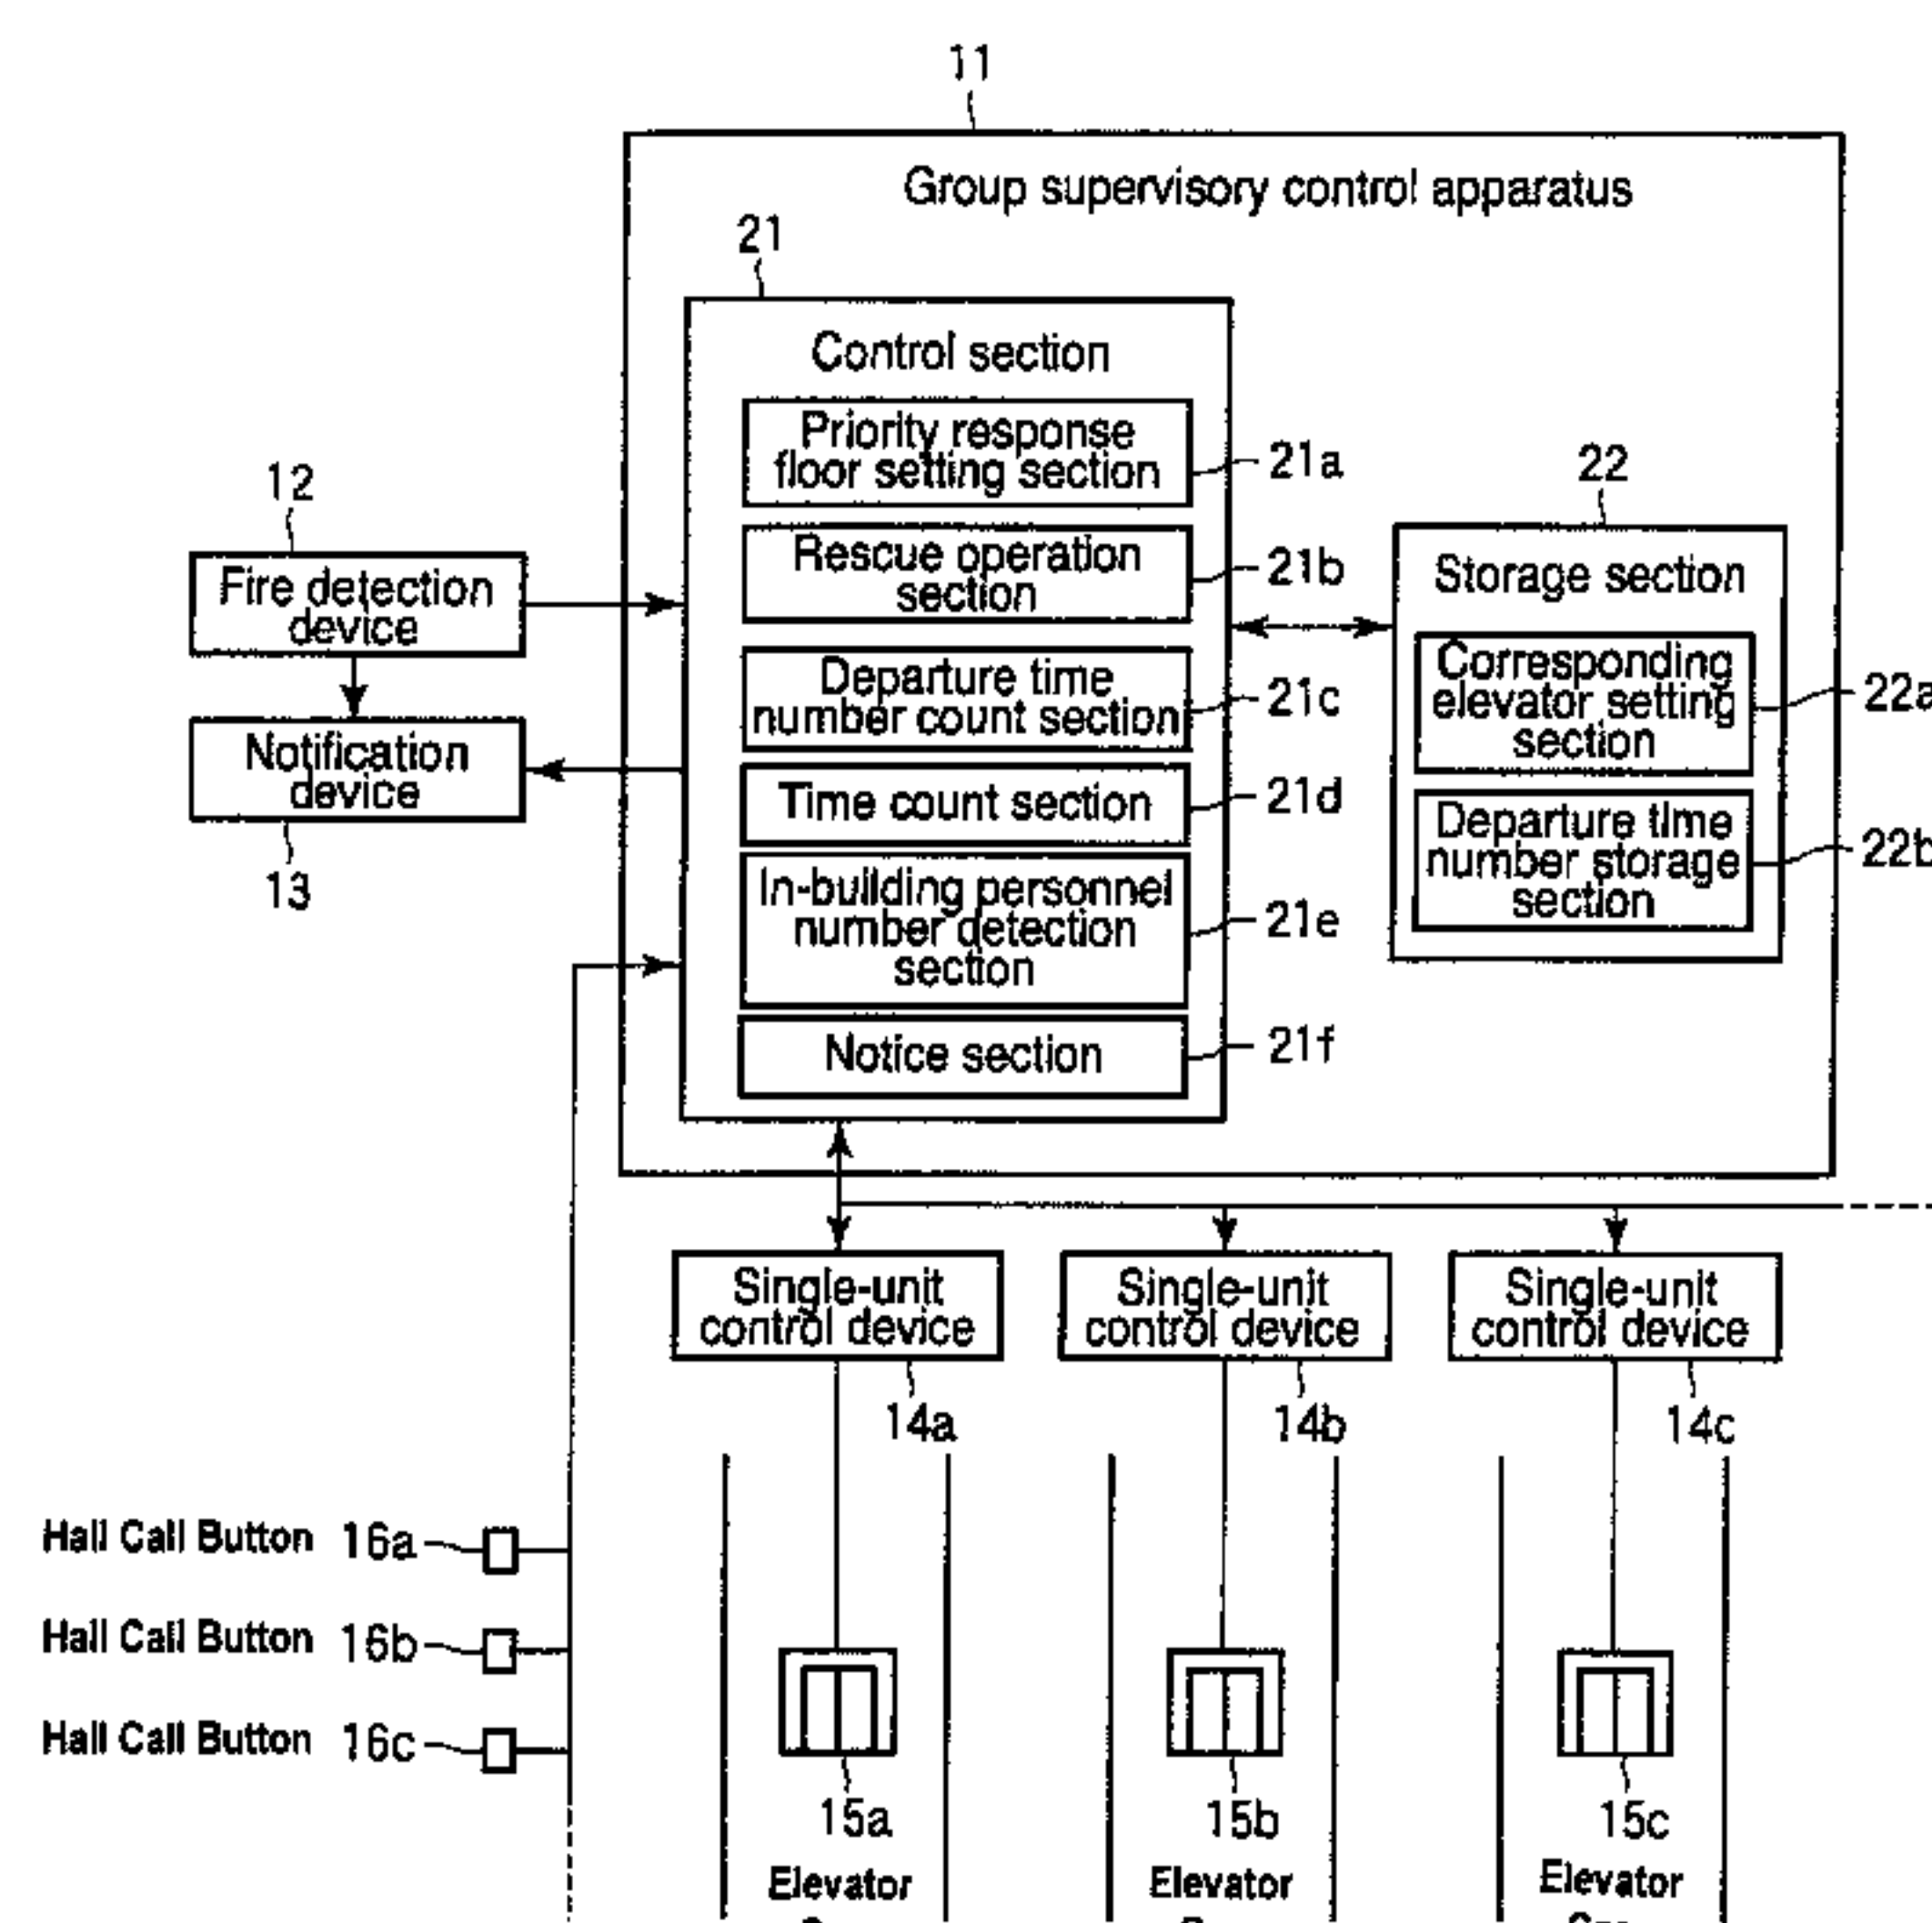 11
Group supervisory control apparatus
21
Control section
Priority response
floor setting section
21a
Rescue operation
section
21b
Departure time
number count section
21c
Time count section
21d
In-building personnel
number detection
section
21e
Notice section
21f
22
Storage section
Corresponding
elevator setting
section
22a
Departure time
number storage
section
22b
12
Fire detection
device
Notification
device
13
Single-unit
control device
14a
Single-unit
control device
14b
Single-unit
control device
14c
Hall Call Button 16a
Hall Call Button 16b
Hall Call Button 16c
15a
Elevator
15b
Elevator
15c
Elevator